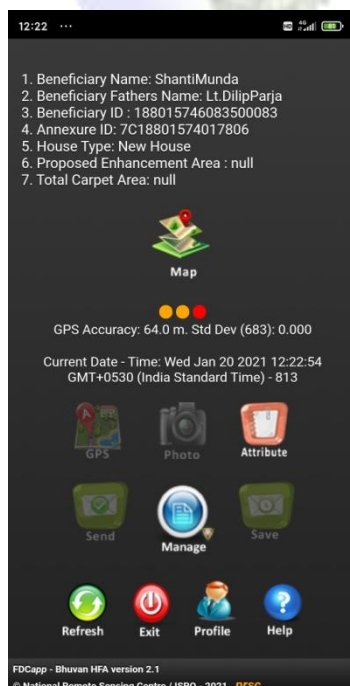 12:22 ...
HD 4G
1. Beneficiary Name: ShantiMunda
2. Beneficiary Fathers Name: Lt.DilipParja
3. Beneficiary ID : 188015746083500083
4. Annexure ID: 7C18801574017806
5. House Type: New House
6. Proposed Enhancement Area : null
7. Total Carpet Area: null
Map
GPS Accuracy: 64.0 m. Std Dev (683): 0.000
Current Date - Time: Wed Jan 20 2021 12:22:54
GMT+0530 (India Standard Time) - 813
GPS Photo Attribute
Send Manage Save
Refresh Exit Profile Help
FDCapp - Bhuvan HFA version 2.1
© National Remote Sensing Centre / ISRO - 2021 nrsc